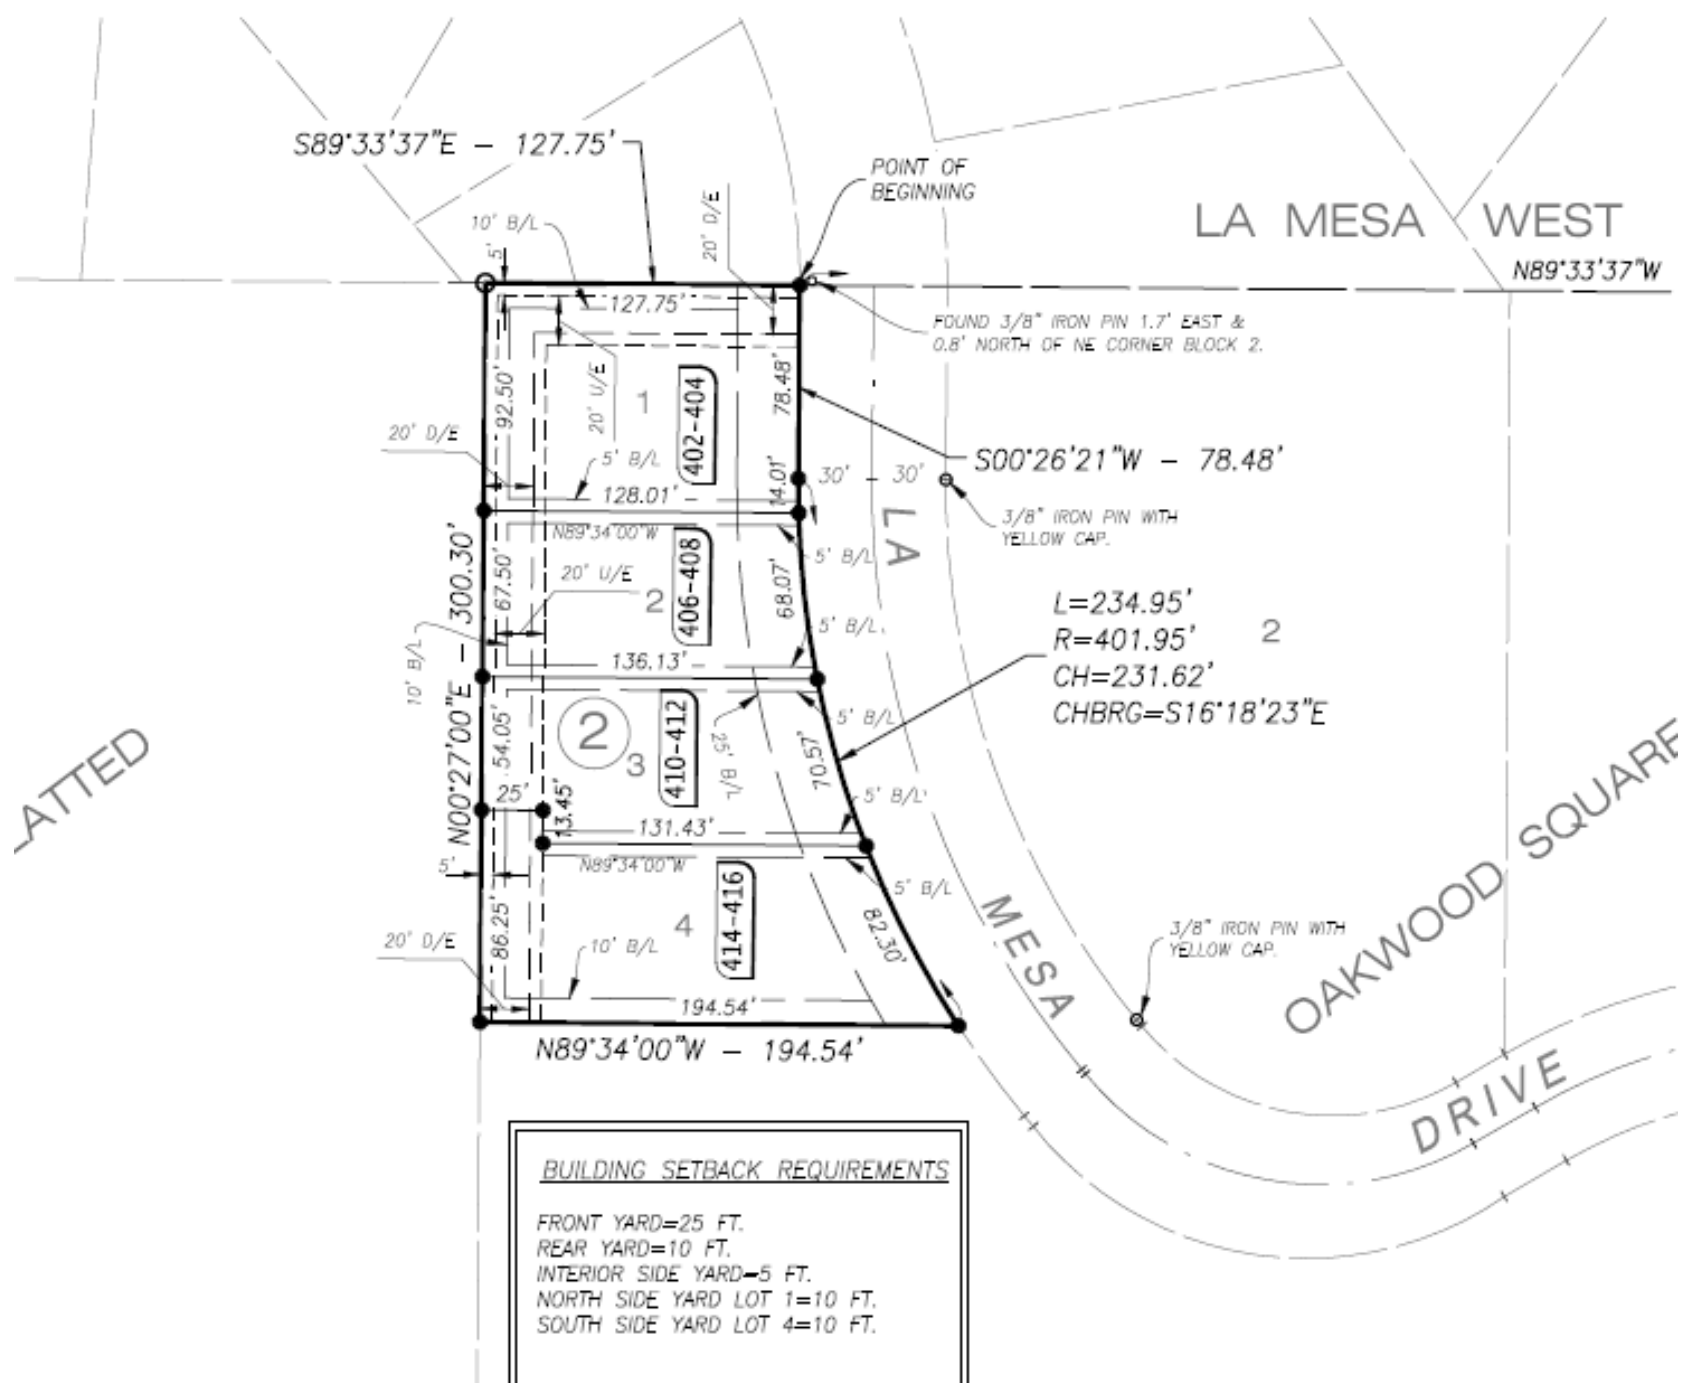 S89°33'37"E - 127.75'
POINT OF
BEGINNING
LA MESA WEST
N89°33'37"W
10' B/L
5'
20' D/E
127.75'
FOUND 3/8" IRON PIN 1.7' EAST &
0.8' NORTH OF NE CORNER BLOCK 2.
92.50'
20' U/E
1
402-404
78.48'
20' D/E
5' B/L
S00°26'21"W - 78.48'
128.01'
14.01'
30' - 30'
N89°34'00"W
3/8" IRON PIN WITH
YELLOW CAP.
LA
5' B/L
N00°27'00"E - 300.30'
67.50'
20' U/E
2
406-408
68.07'
5' B/L
L=234.95'
R=401.95'
CH=231.62'
CHBRG=S16°18'23"E
2
10' B/L
136.13'
54.05'
2
3
410-412
25' B/L
5' B/L
70.57'
25'
13.45'
5' B/L
131.43'
N89°34'00"W
5'
LATTED
OAKWOOD SQUARE
86.25'
4
414-416
5' B/L
82.30'
MESA
20' D/E
10' B/L
3/8" IRON PIN WITH
YELLOW CAP.
194.54'
N89°34'00"W - 194.54'
DRIVE
BUILDING SETBACK REQUIREMENTS
FRONT YARD=25 FT.
REAR YARD=10 FT.
INTERIOR SIDE YARD=5 FT.
NORTH SIDE YARD LOT 1=10 FT.
SOUTH SIDE YARD LOT 4=10 FT.